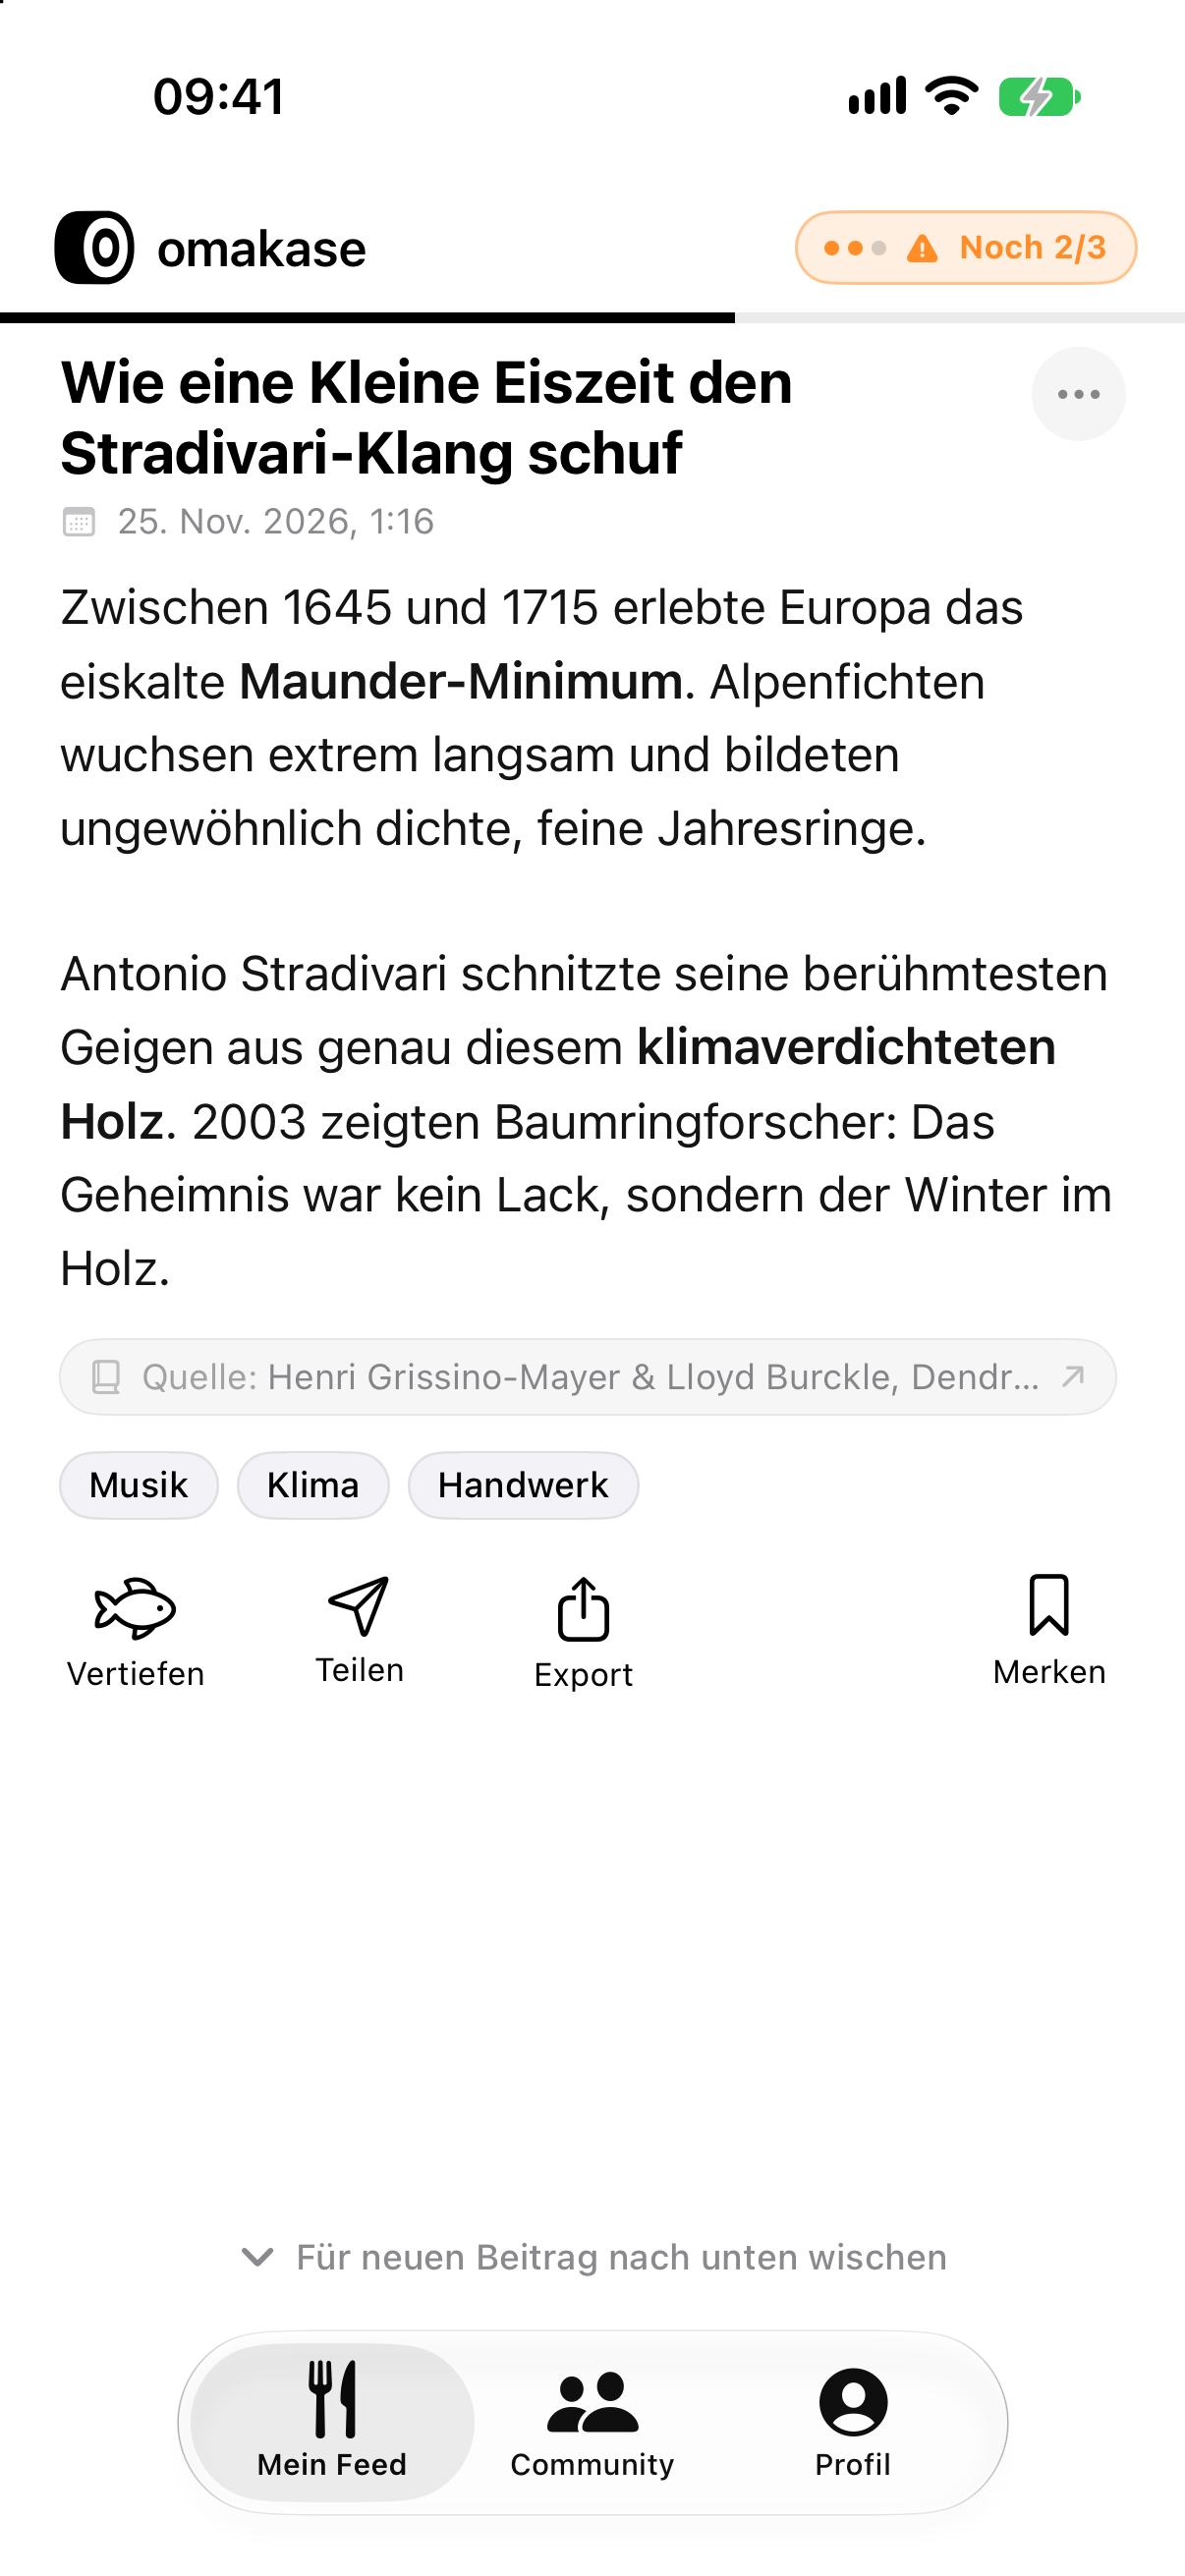 09:41
omakase
Noch 2/3
Wie eine Kleine Eiszeit den
Stradivari-Klang schuf
25. Nov. 2026, 1:16
Zwischen 1645 und 1715 erlebte Europa das
eiskalte Maunder-Minimum. Alpenfichten
wuchsen extrem langsam und bildeten
ungewöhnlich dichte, feine Jahresringe.
Antonio Stradivari schnitzte seine berühmtesten
Geigen aus genau diesem klimaverdichteten
Holz. 2003 zeigten Baumringforscher: Das
Geheimnis war kein Lack, sondern der Winter im
Holz.
Quelle: Henri Grissino-Mayer & Lloyd Burckle, Dendr...
Musik Klima Handwerk
Vertiefen Teilen Export Merken
Für neuen Beitrag nach unten wischen
Mein Feed Community Profil